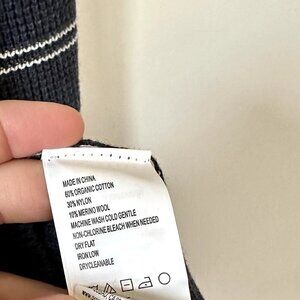 MADE IN CHINA
60% ORGANIC COTTON
30% NYLON
10% MERINO WOOL
MACHINE WASH COLD GENTLE
NON-CHLORINE BLEACH WHEN NEEDED
DRY FLAT
IRON LOW
DRYCLEANABLE